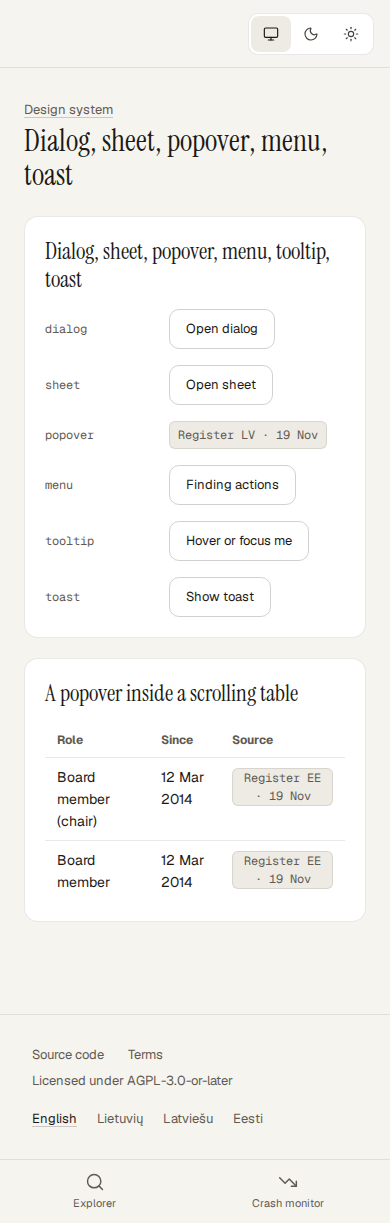 Design system
Dialog, sheet, popover, menu,
toast
Dialog, sheet, popover, menu, tooltip,
toast
dialog
Open dialog
sheet
Open sheet
popover
Register LV · 19 Nov
menu
Finding actions
tooltip
Hover or focus me
toast
Show toast
A popover inside a scrolling table
Role Since Source
Board member (chair)
12 Mar 2014
Register EE · 19 Nov
Board member
12 Mar 2014
Register EE · 19 Nov
Source code Terms
Licensed under AGPL-3.0-or-later
English Lietuvių Latviešu Eesti
Explorer Crash monitor